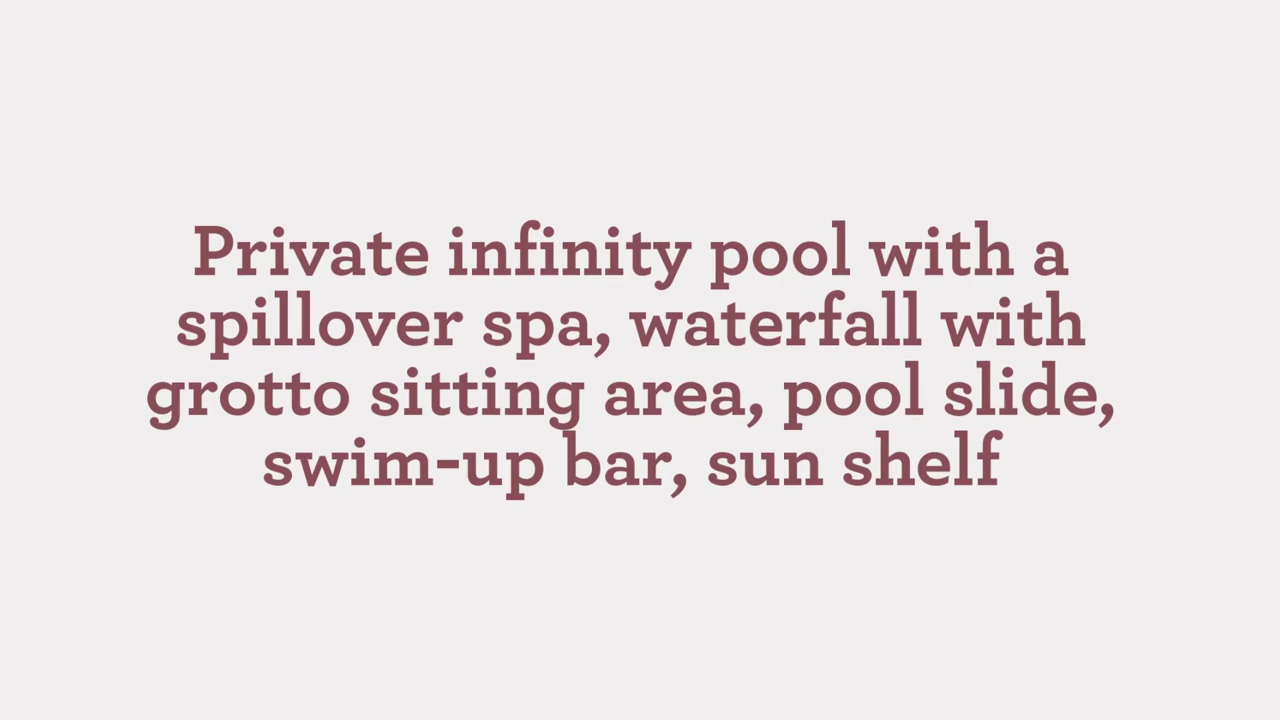 Private infinity pool with a
spillover spa, waterfall with
grotto sitting area, pool slide,
swim-up bar, sun shelf